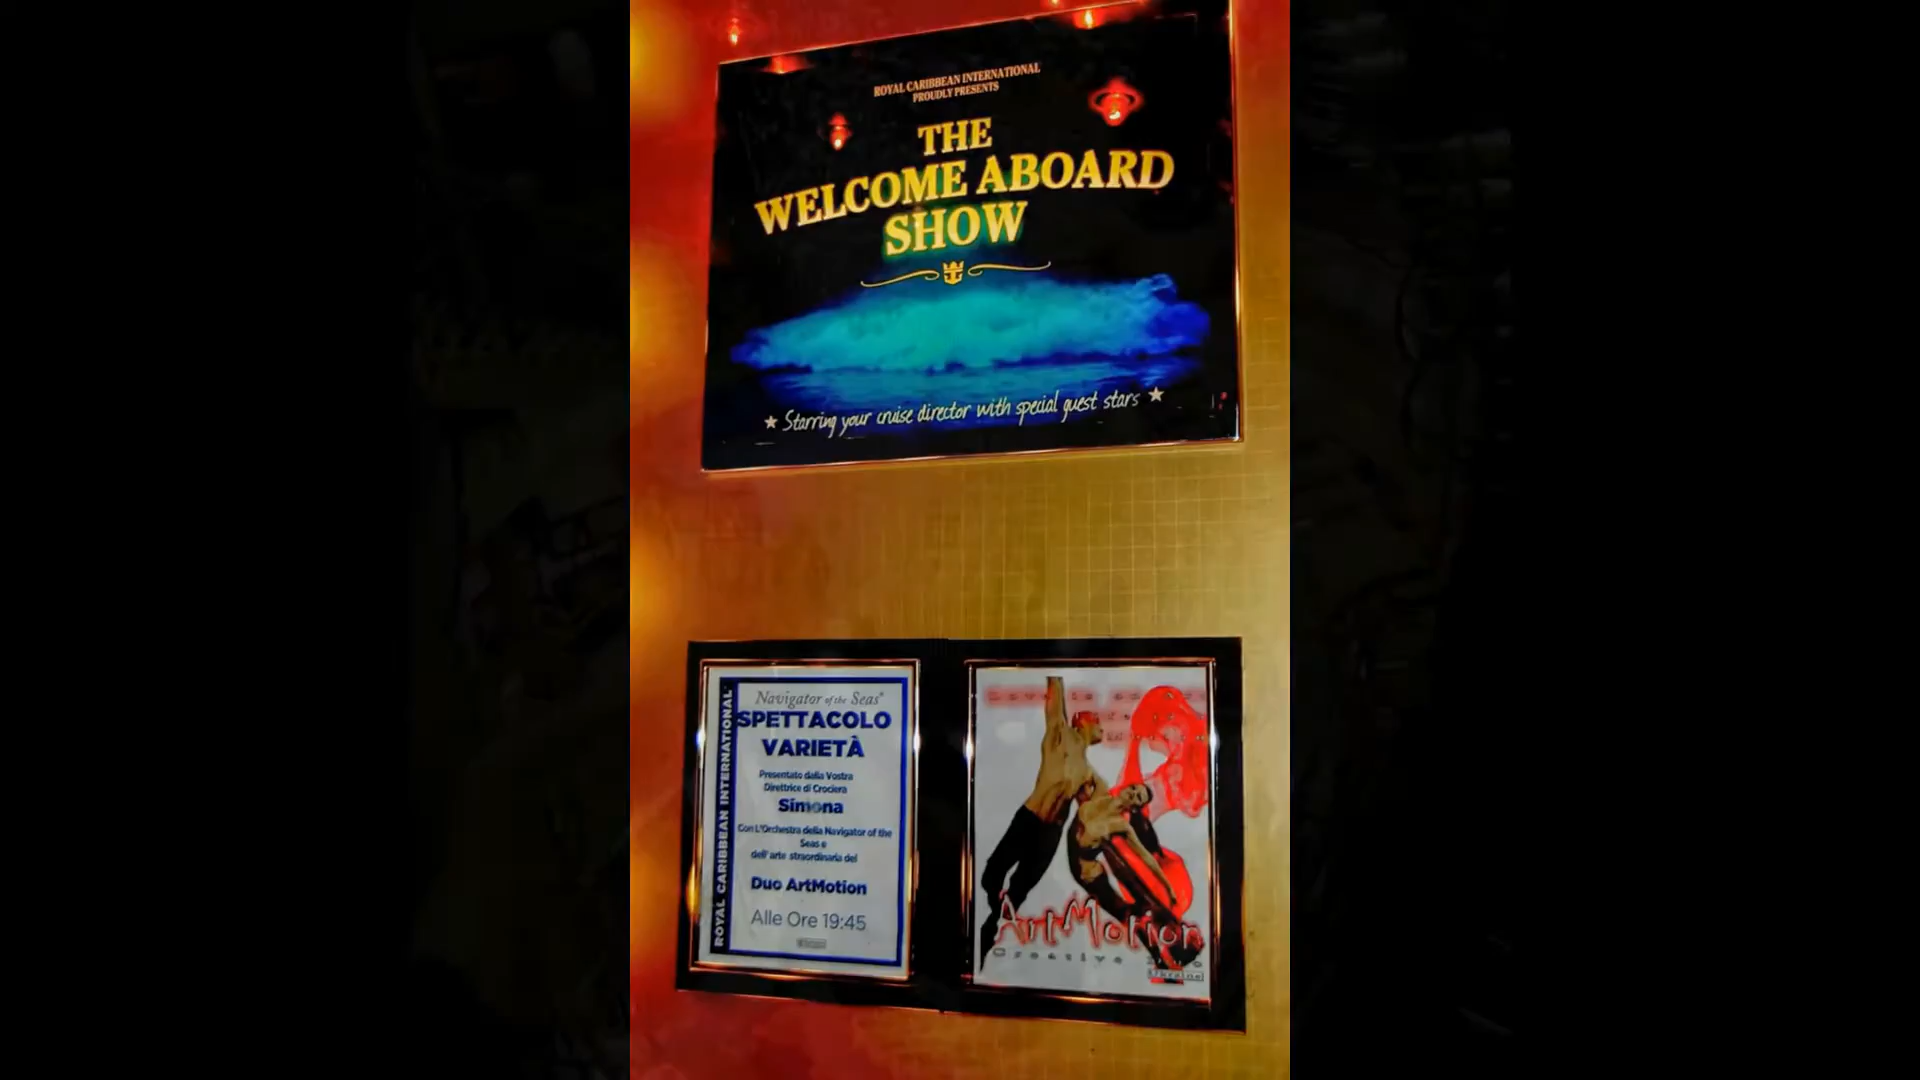 ROYAL CARIBBEAN INTERNATIONAL
PROUDLY PRESENTS
THE
WELCOME ABOARD
SHOW
★ Starring your cruise director with special guest stars ★
ROYAL CARIBBEAN INTERNATIONAL
Navigator of the Seas®
SPETTACOLO
VARIETÀ
Presentato dalla Vostra
Direttrice di Crociera
Simona
Con L'Orchestra della Navigator of the
Seas e
dell' arte straordinaria del
Duo ArtMotion
Alle Ore 19:45
ArtMotion
Creative
Ukraine